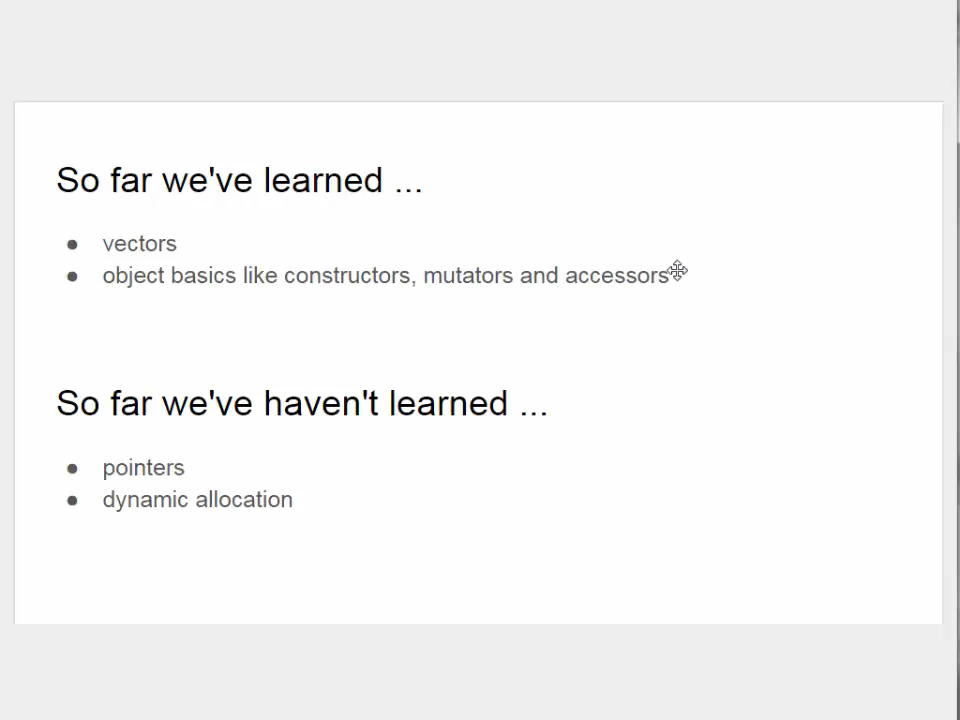 So far we've learned ...
● vectors
● object basics like constructors, mutators and accessors
So far we've haven't learned ...
● pointers
● dynamic allocation